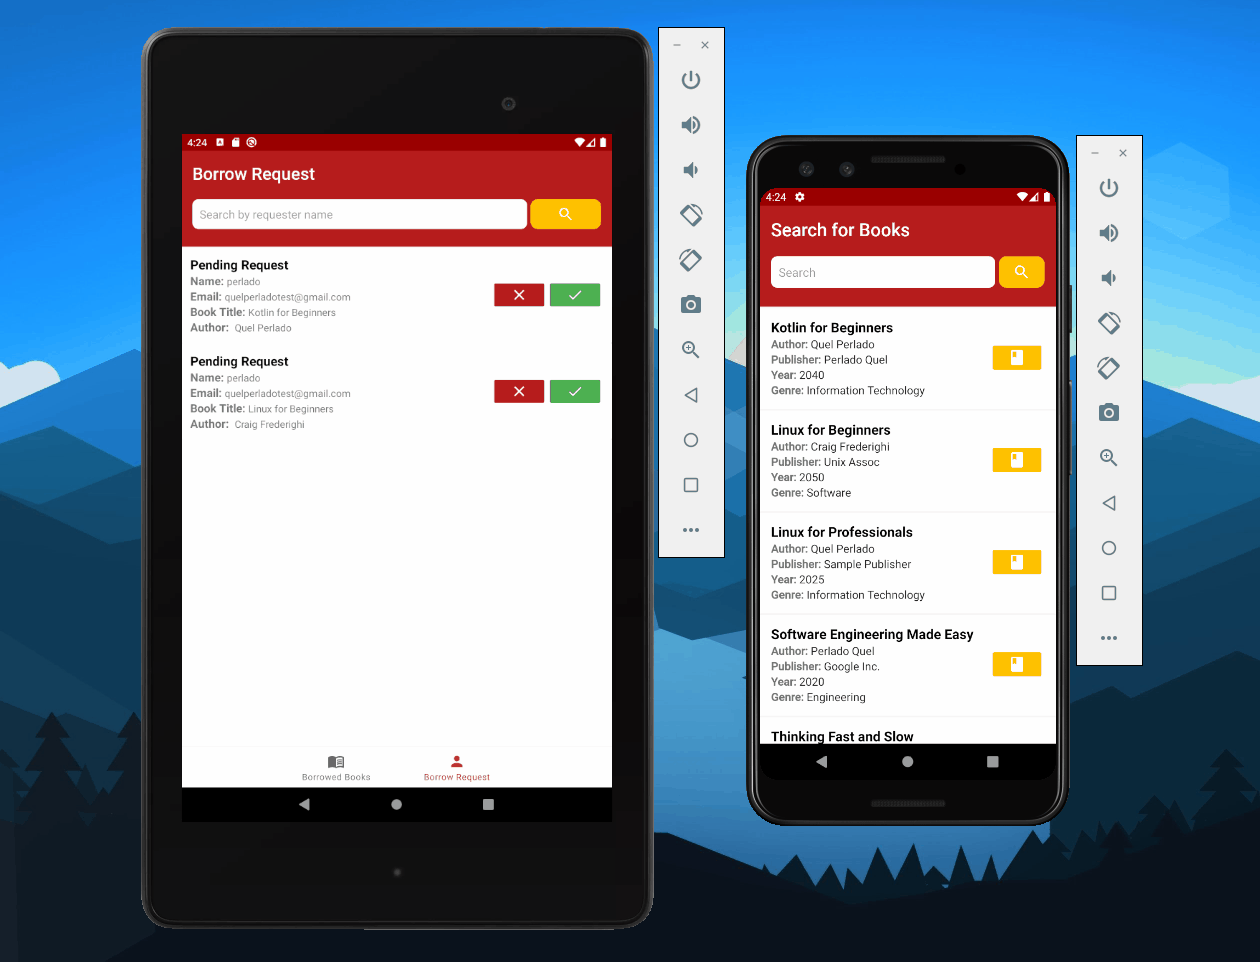 4:24
Borrow Request
Search by requester name
Pending Request
Name: perlado
Email: quelperladotest@gmail.com
Book Title: Kotlin for Beginners
Author: Quel Perlado
Pending Request
Name: perlado
Email: quelperladotest@gmail.com
Book Title: Linux for Beginners
Author: Craig Frederighi
Borrowed Books
Borrow Request
4:24
Search for Books
Search
Kotlin for Beginners
Author: Quel Perlado
Publisher: Perlado Quel
Year: 2040
Genre: Information Technology
Linux for Beginners
Author: Craig Frederighi
Publisher: Unix Assoc
Year: 2050
Genre: Software
Linux for Professionals
Author: Quel Perlado
Publisher: Sample Publisher
Year: 2025
Genre: Information Technology
Software Engineering Made Easy
Author: Perlado Quel
Publisher: Google Inc.
Year: 2020
Genre: Engineering
Thinking Fast and Slow